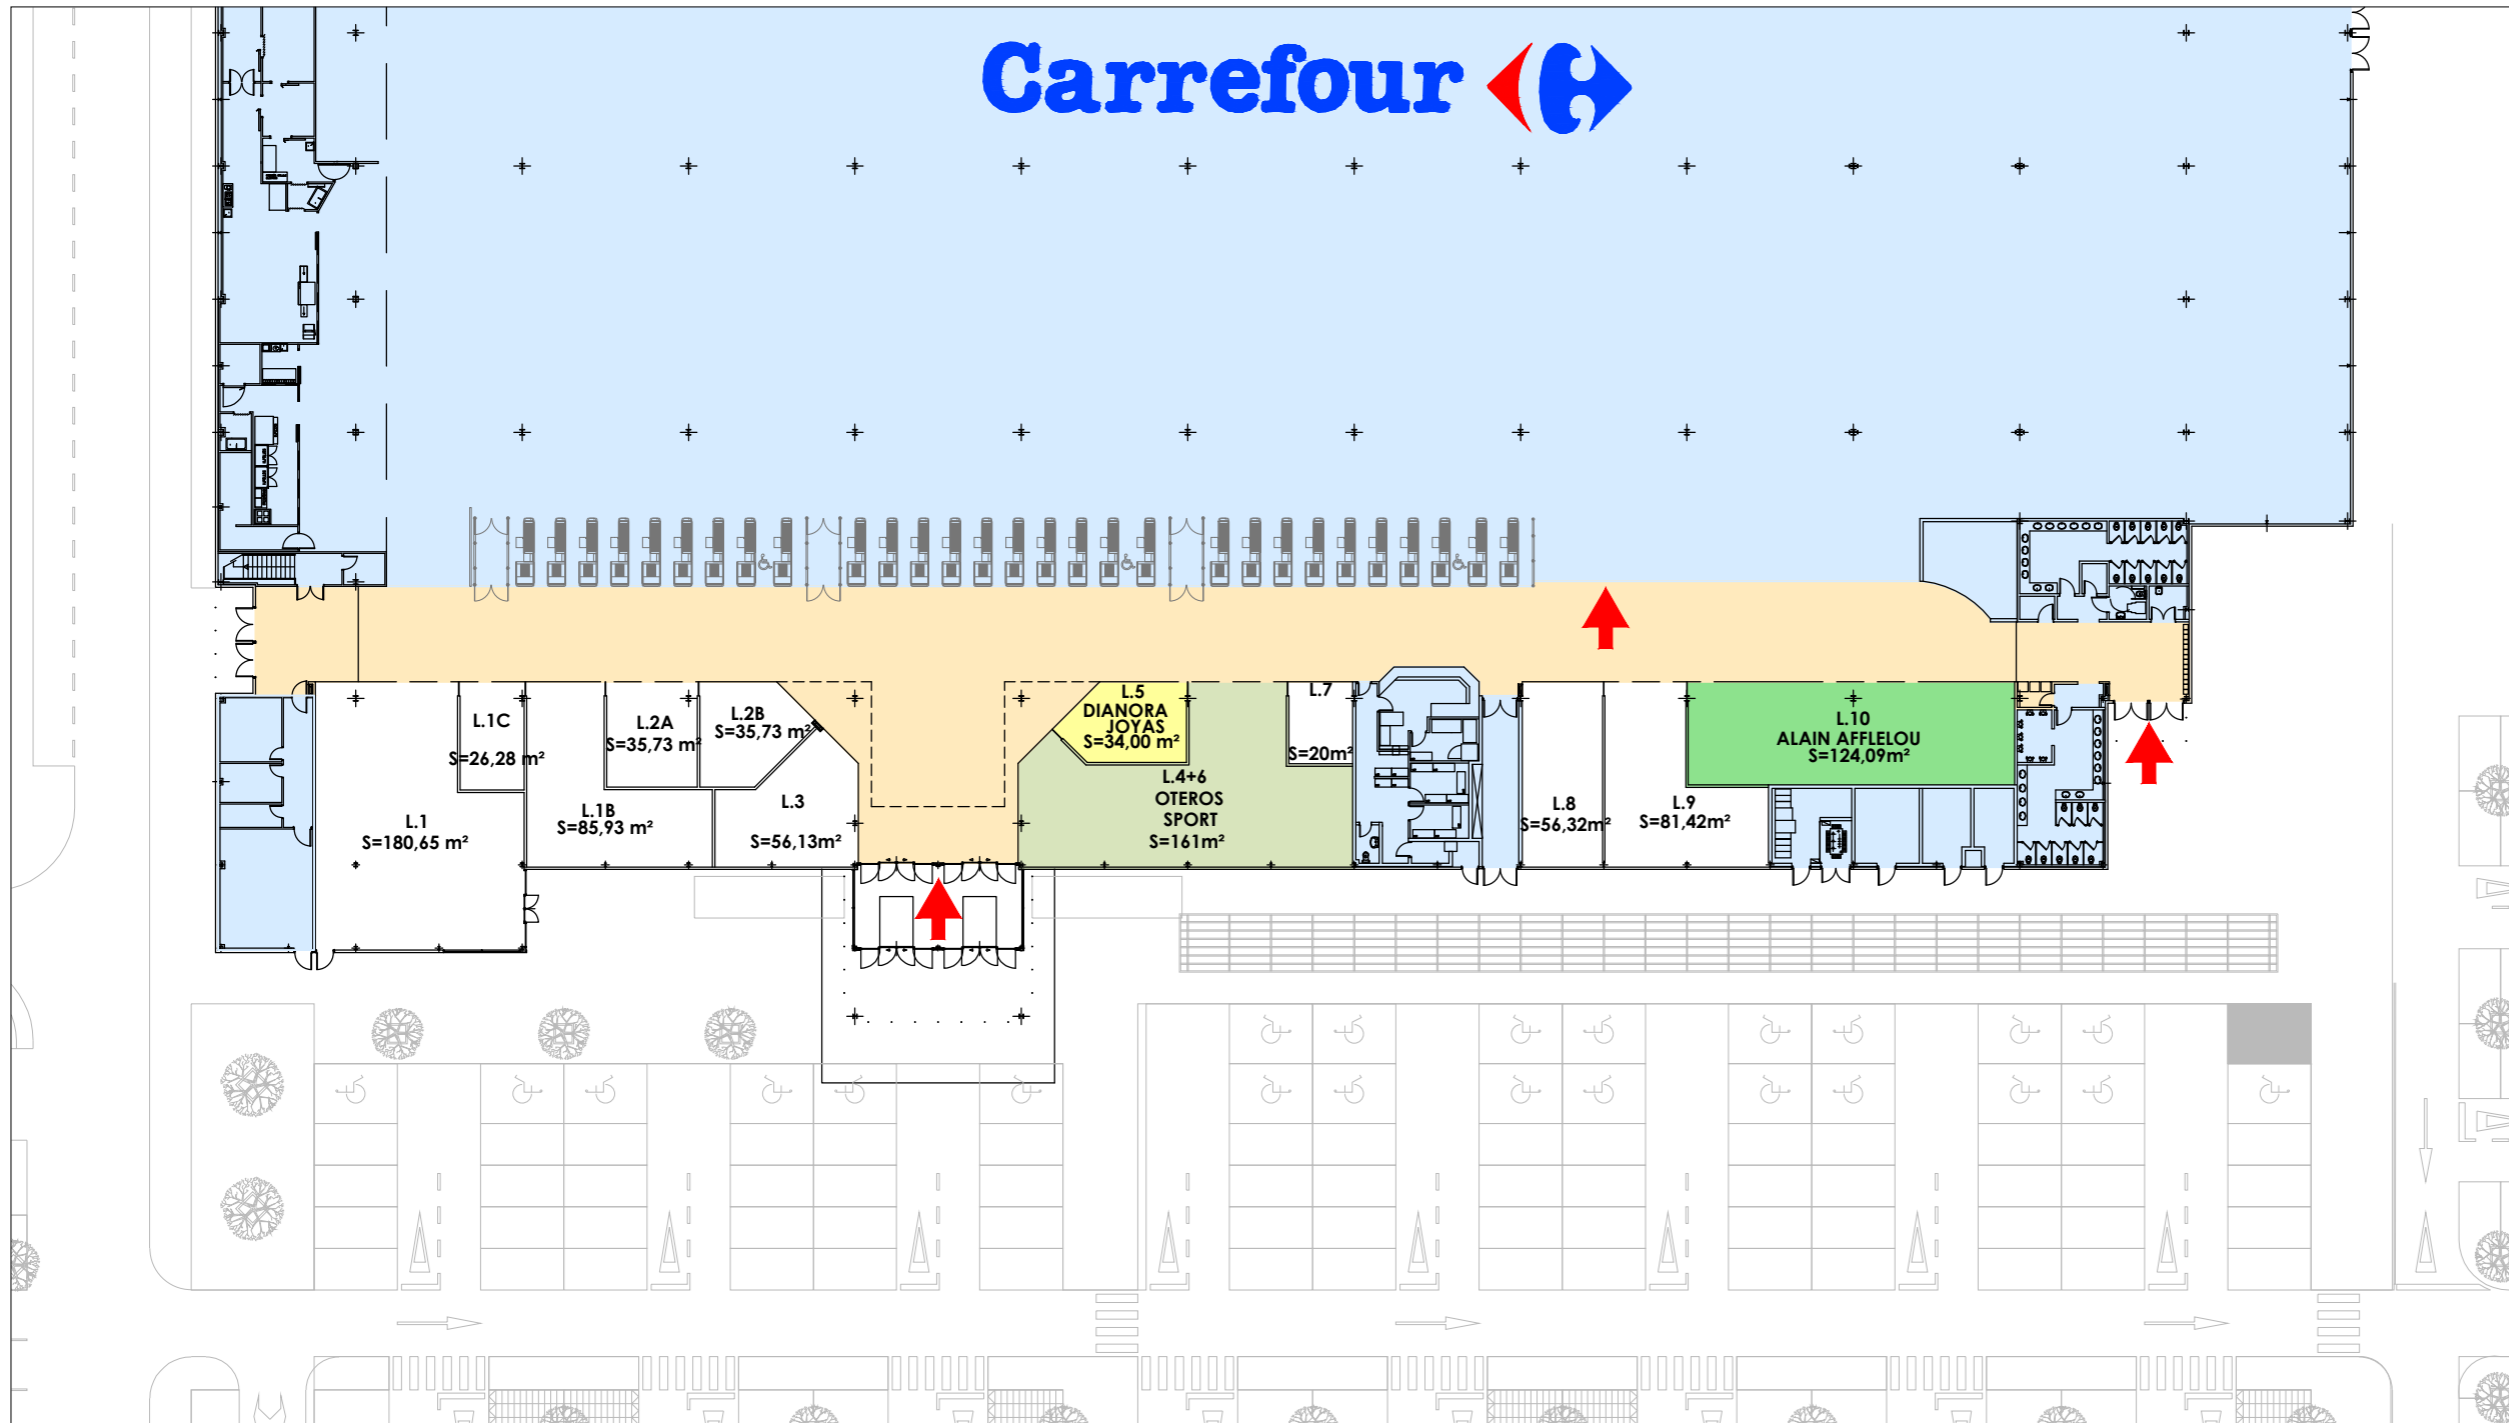 Carrefour
L.1C
S=26,28 m²
L.2A
S=35,73 m²
L.2B
S=35,73 m²
L.5
DIANORA
JOYAS
S=34,00 m²
L.7
S=20m²
L.10
ALAIN AFFLELOU
S=124,09m²
L.1
S=180,65 m²
L.1B
S=85,93 m²
L.3
S=56,13m²
L.4+6
OTEROS
SPORT
S=161m²
L.8
S=56,32m²
L.9
S=81,42m²